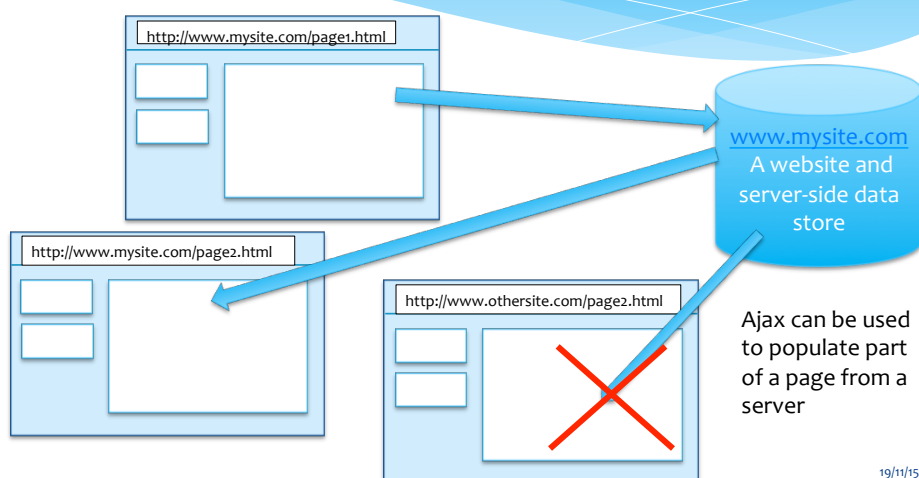 http://www.mysite.com/page1.html
www.mysite.com
A website and
server-side data
store
http://www.mysite.com/page2.html
http://www.othersite.com/page2.html
Ajax can be used
to populate part
of a page from a
server
19/11/15